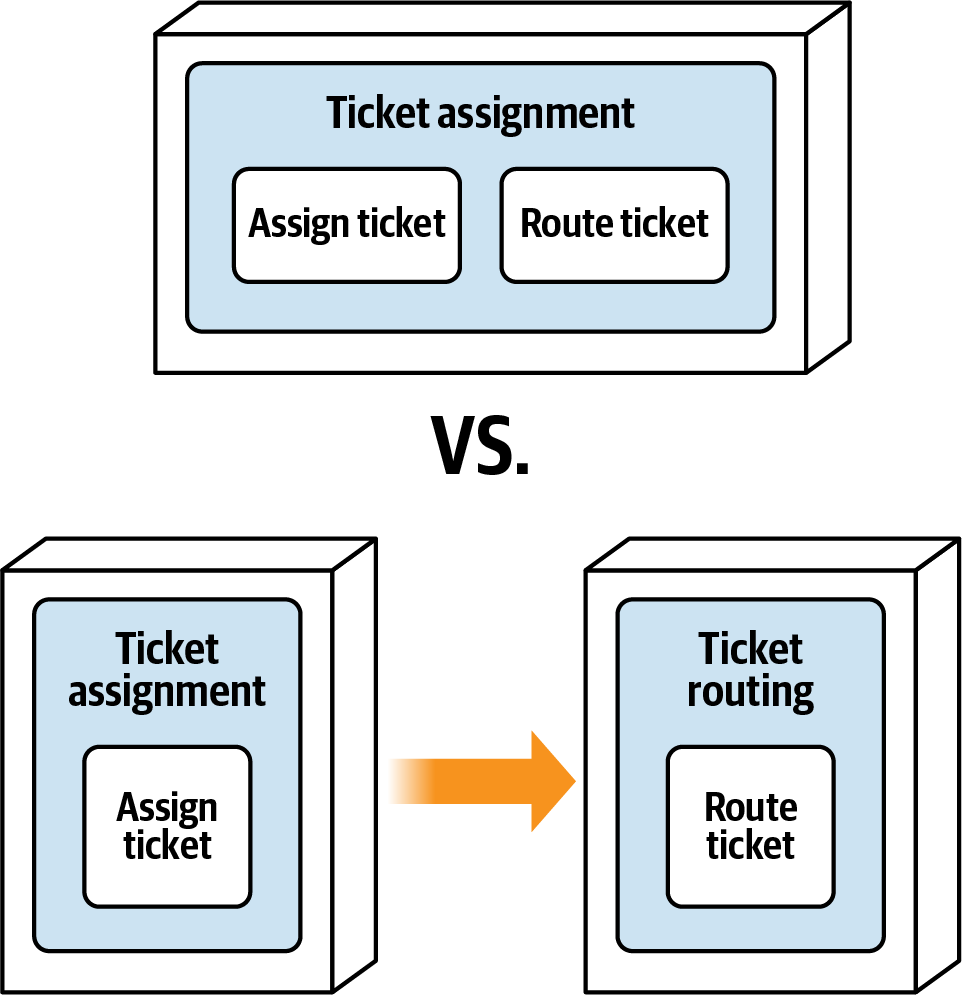 Ticket assignment
Assign ticket
Route ticket
VS.
Ticket
assignment
Assign
ticket
Ticket
routing
Route
ticket